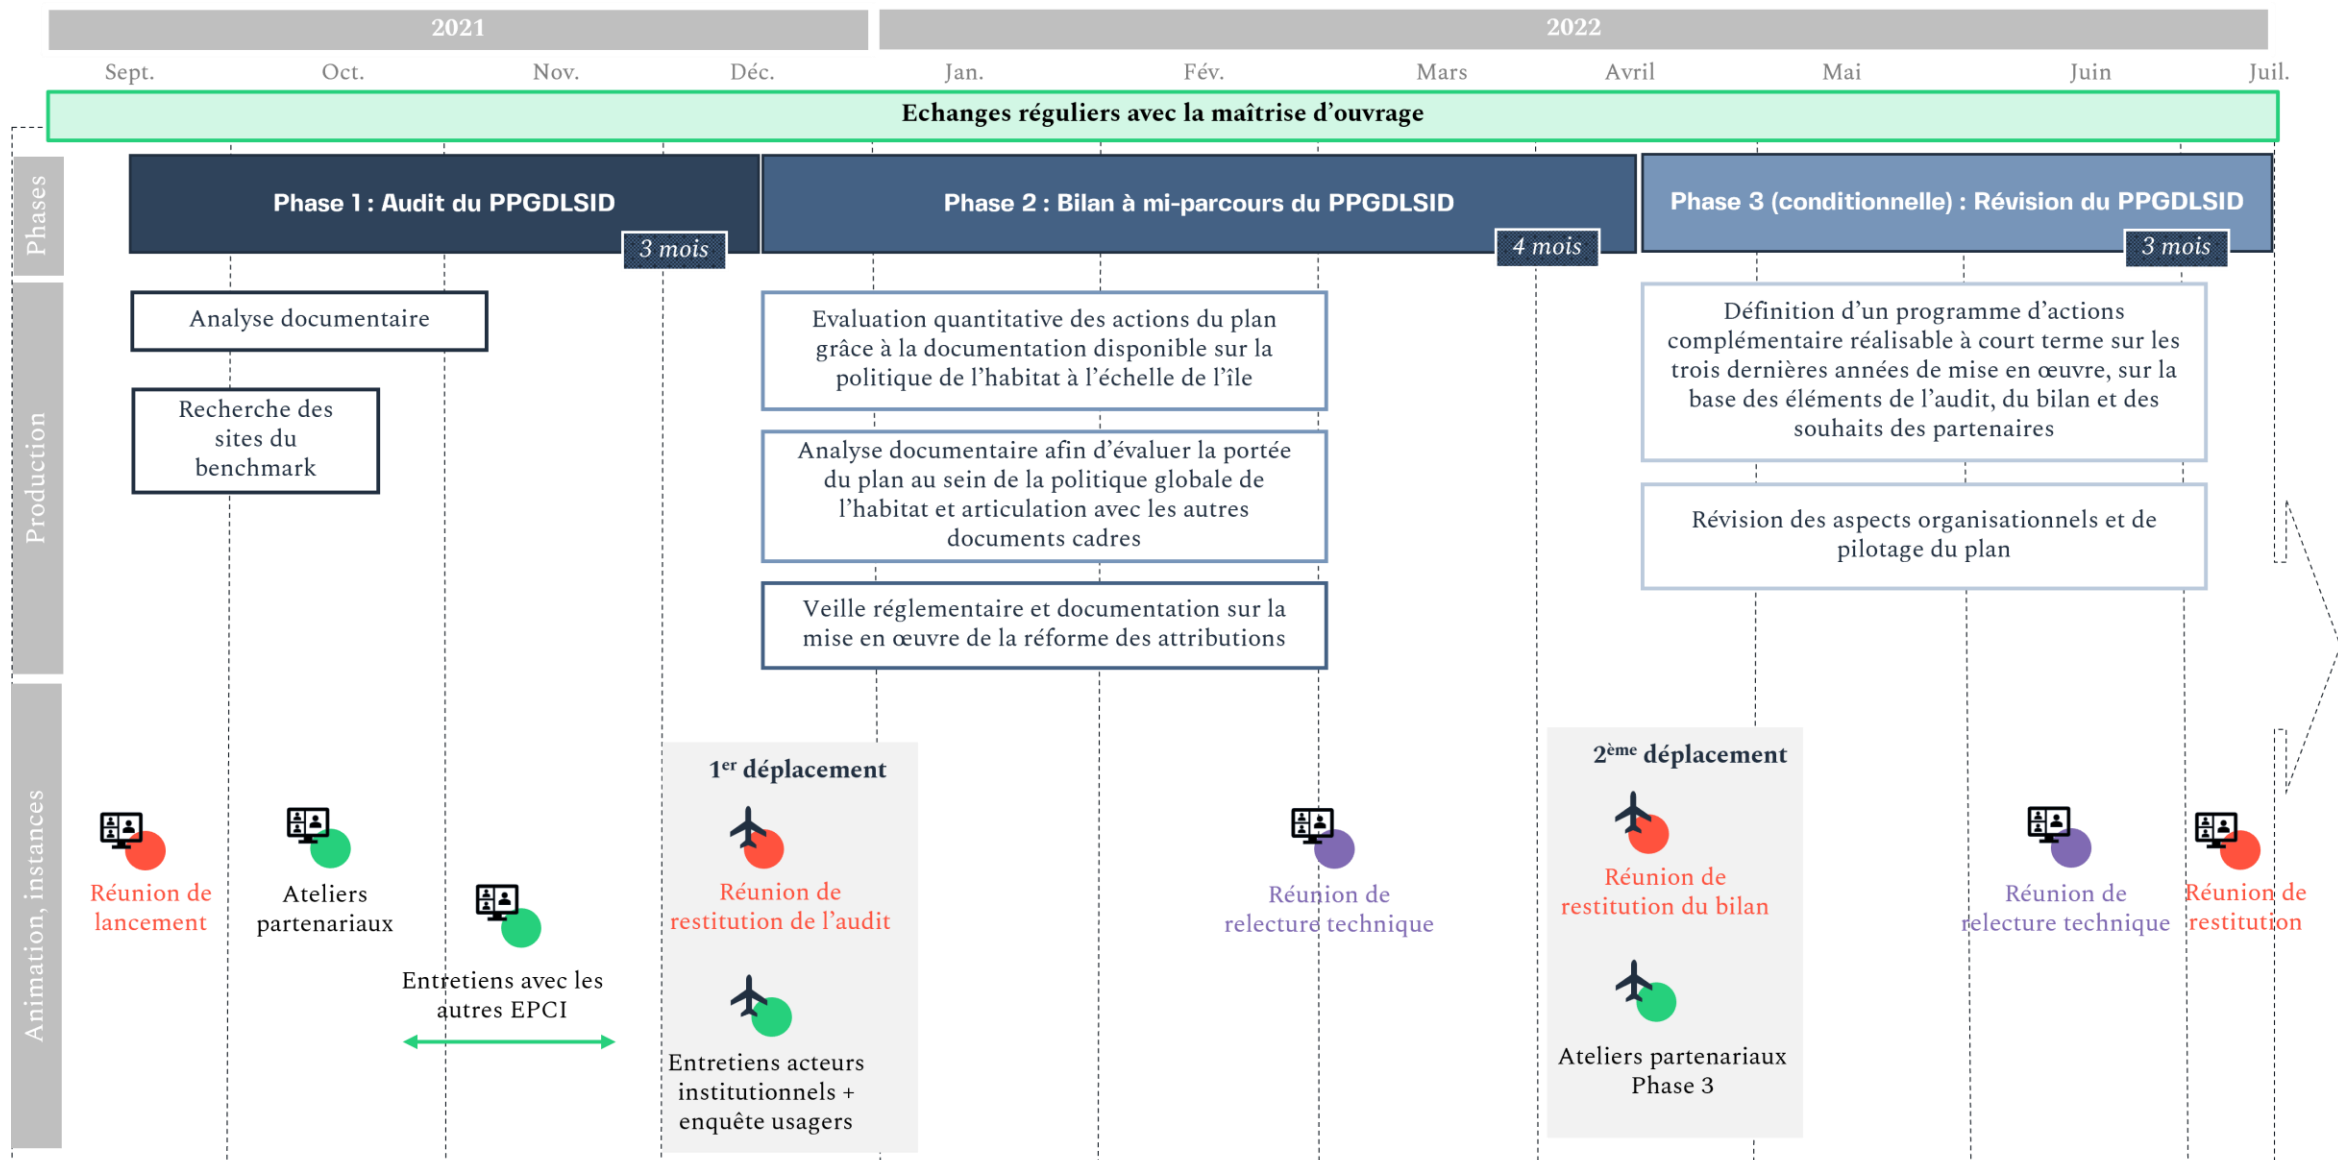 2021
2022
Sept.
Oct.
Nov.
Déc.
Jan.
Fév.
Mars
Avril
Mai
Juin
Juil.
Echanges réguliers avec la maîtrise d’ouvrage
Phases
Phase 1 : Audit du PPGDLSID
3 mois
Phase 2 : Bilan à mi-parcours du PPGDLSID
4 mois
Phase 3 (conditionnelle) : Révision du PPGDLSID
3 mois
Production
Analyse documentaire
Recherche des
sites du
benchmark
Evaluation quantitative des actions du plan
grâce à la documentation disponible sur la
politique de l’habitat à l’échelle de l’île
Analyse documentaire afin d’évaluer la portée
du plan au sein de la politique globale de
l’habitat et articulation avec les autres
documents cadres
Veille réglementaire et documentation sur la
mise en œuvre de la réforme des attributions
Définition d’un programme d’actions
complémentaire réalisable à court terme sur les
trois dernières années de mise en œuvre, sur la
base des éléments de l’audit, du bilan et des
souhaits des partenaires
Révision des aspects organisationnels et de
pilotage du plan
Animation, instances
Réunion de
lancement
Ateliers
partenariaux
Entretiens avec les
autres EPCI
1er déplacement
Réunion de
restitution de l’audit
Entretiens acteurs
institutionnels +
enquête usagers
Réunion de
relecture technique
2ème déplacement
Réunion de
restitution du bilan
Ateliers partenariaux
Phase 3
Réunion de
relecture technique
Réunion de
restitution